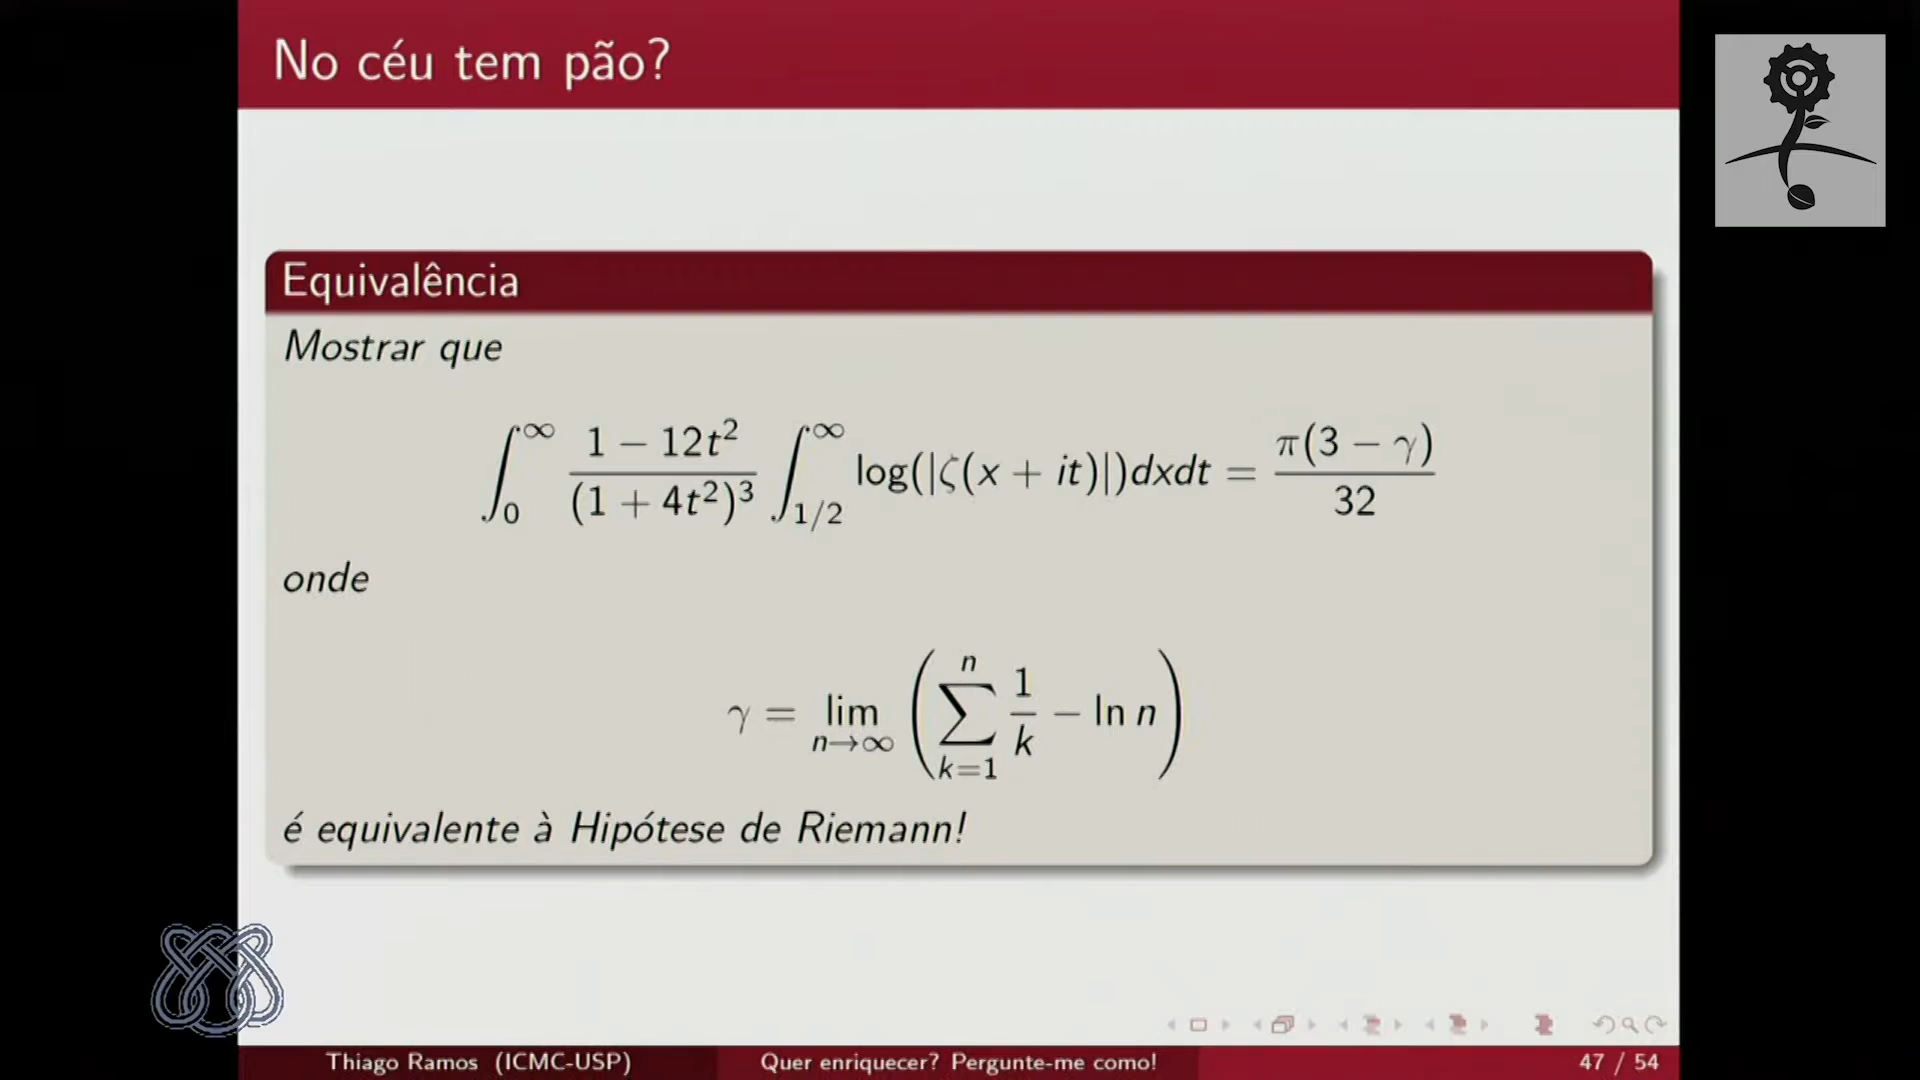 No céu tem pão?
Equivalência
Mostrar que
∫_0^∞ (1 − 12t²)/(1 + 4t²)³ ∫_{1/2}^∞ log(|ζ(x + it)|)dxdt = π(3 − γ)/32
onde
γ = lim_{n→∞} (∑_{k=1}^n 1/k − ln n)
é equivalente à Hipótese de Riemann!
Thiago Ramos (ICMC-USP) Quer enriquecer? Pergunte-me como! 47 / 54